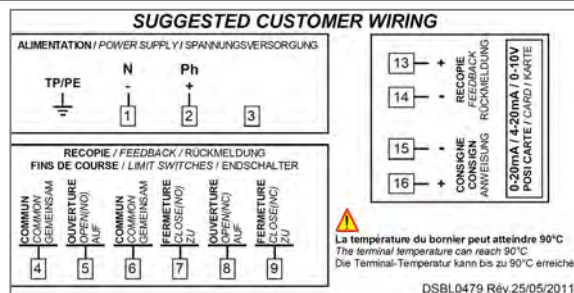 SUGGESTED CUSTOMER WIRING
ALIMENTATION / POWER SUPPLY / SPANNUNGSVERSORGUNG
TP/PE
N
-
Ph
+
1
2
3
RECOPIE / FEEDBACK / RÜCKMELDUNG
FINS DE COURSE / LIMIT SWITCHES / ENDSCHALTER
COMMUN
COMMON
GEMEINSAM
OUVERTURE
OPEN(NO)
AUF
COMMUN
COMMON
GEMEINSAM
FERMETURE
CLOSE(NO)
ZU
OUVERTURE
OPEN(NC)
AUF
FERMETURE
CLOSE(NC)
ZU
4
5
6
7
8
9
13 +
14 -
RECOPIE
FEEDBACK
RÜCKMELDUNG
15 -
16 +
CONSIGNE
CONSIGN
ANWEISUNG
0-20mA / 4-20mA / 0-10V
POSI CARTE / CARD / KARTE
La température du bornier peut atteindre 90°C
The terminal temperature can reach 90°C
Die Terminal-Temperatur kann bis zu 90°C erreiche
DSBL0479 Rév.25/05/2011